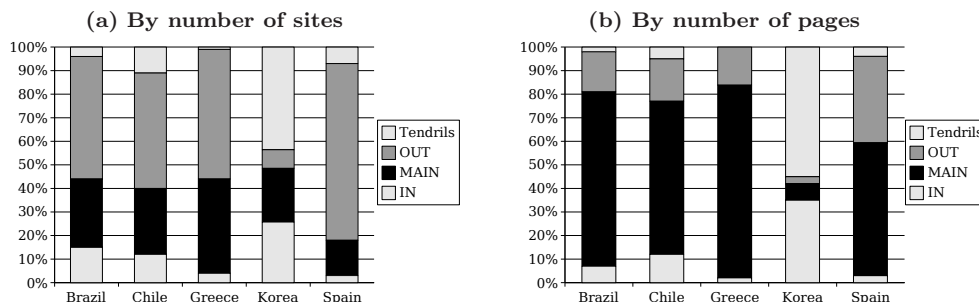 (a) By number of sites
100%
90%
80%
70%
60%
50%
40%
30%
20%
10%
0%
Brazil Chile Greece Korea Spain
Tendrils
OUT
MAIN
IN
(b) By number of pages
100%
90%
80%
70%
60%
50%
40%
30%
20%
10%
0%
Brazil Chile Greece Korea Spain
Tendrils
OUT
MAIN
IN